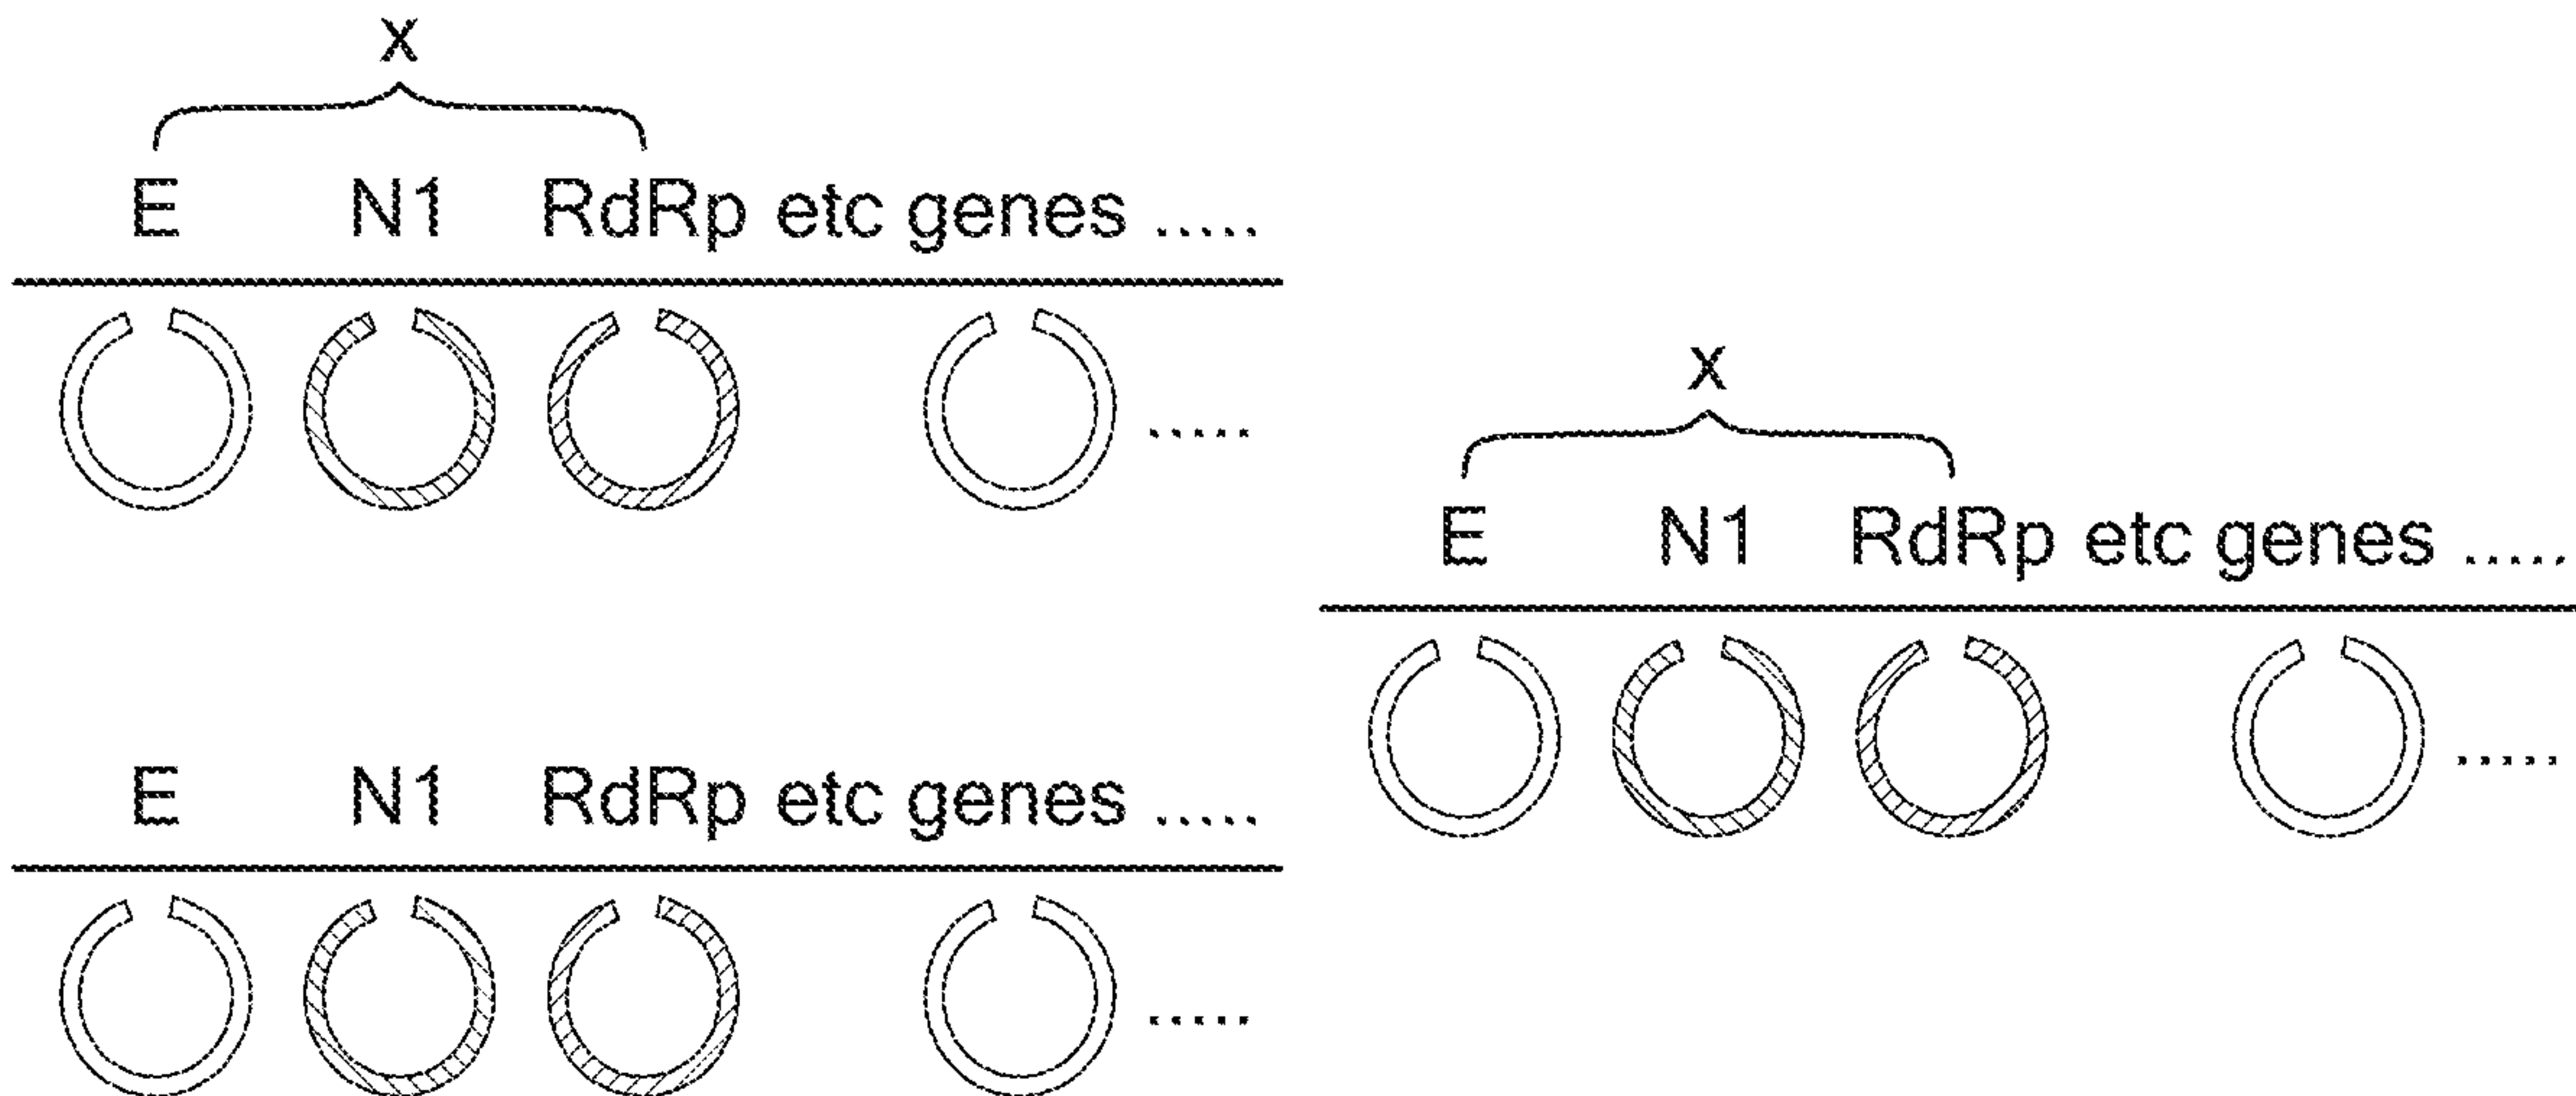 X
E N1 RdRp etc genes .....
.....
E N1 RdRp etc genes .....
.....
X
E N1 RdRp etc genes .....
.....